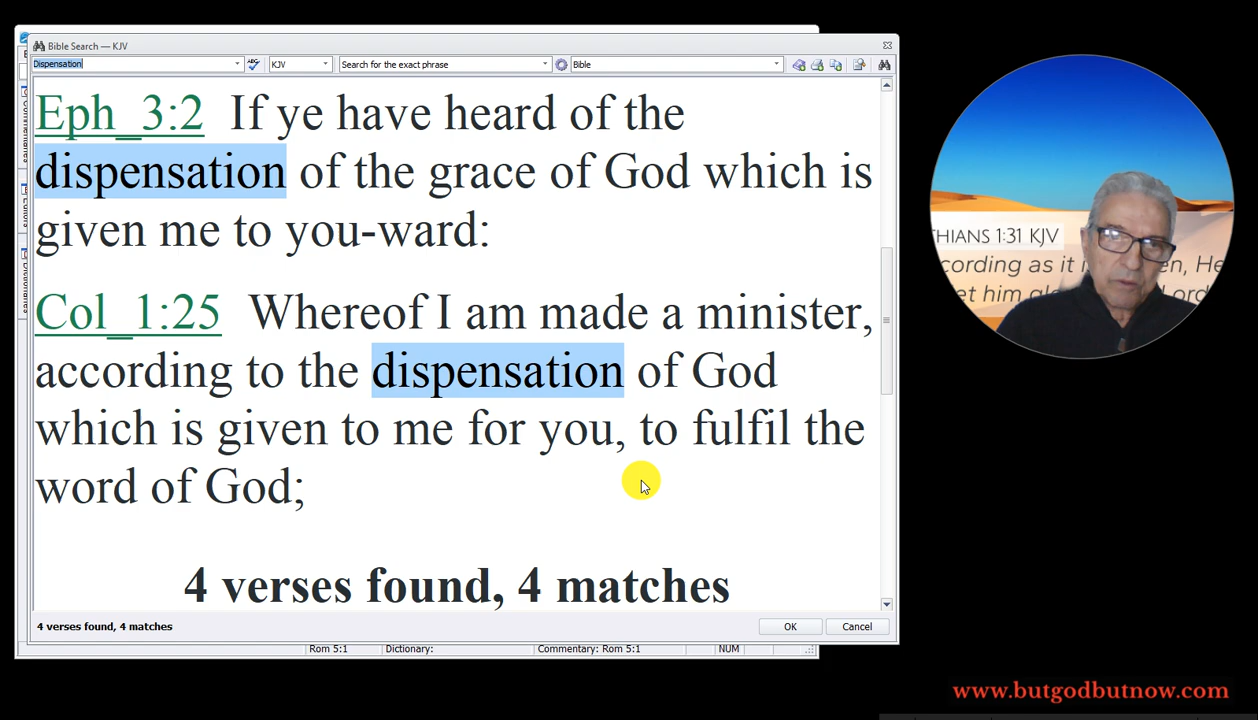 Bible Search — KJV
Dispensation
ABC
KJV
Search for the exact phrase
Bible
Eph_3:2 If ye have heard of the
dispensation of the grace of God which is
given me to you-ward:
Col_1:25 Whereof I am made a minister,
according to the dispensation of God
which is given to me for you, to fulfil the
word of God;
4 verses found, 4 matches
4 verses found, 4 matches
OK
Cancel
Rom 5:1
Dictionary:
Commentary: Rom 5:1
NUM
THIANS 1:31 KJV
cording as it i
en, He
et him gl
ord
www.butgodbutnow.com